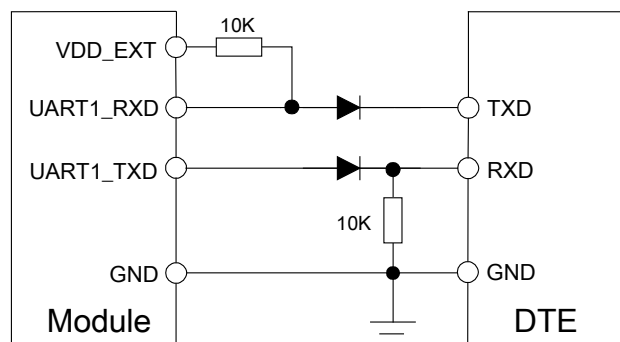 10K
VDD_EXT
UART1_RXD
TXD
UART1_TXD
RXD
10K
GND
GND
Module
DTE